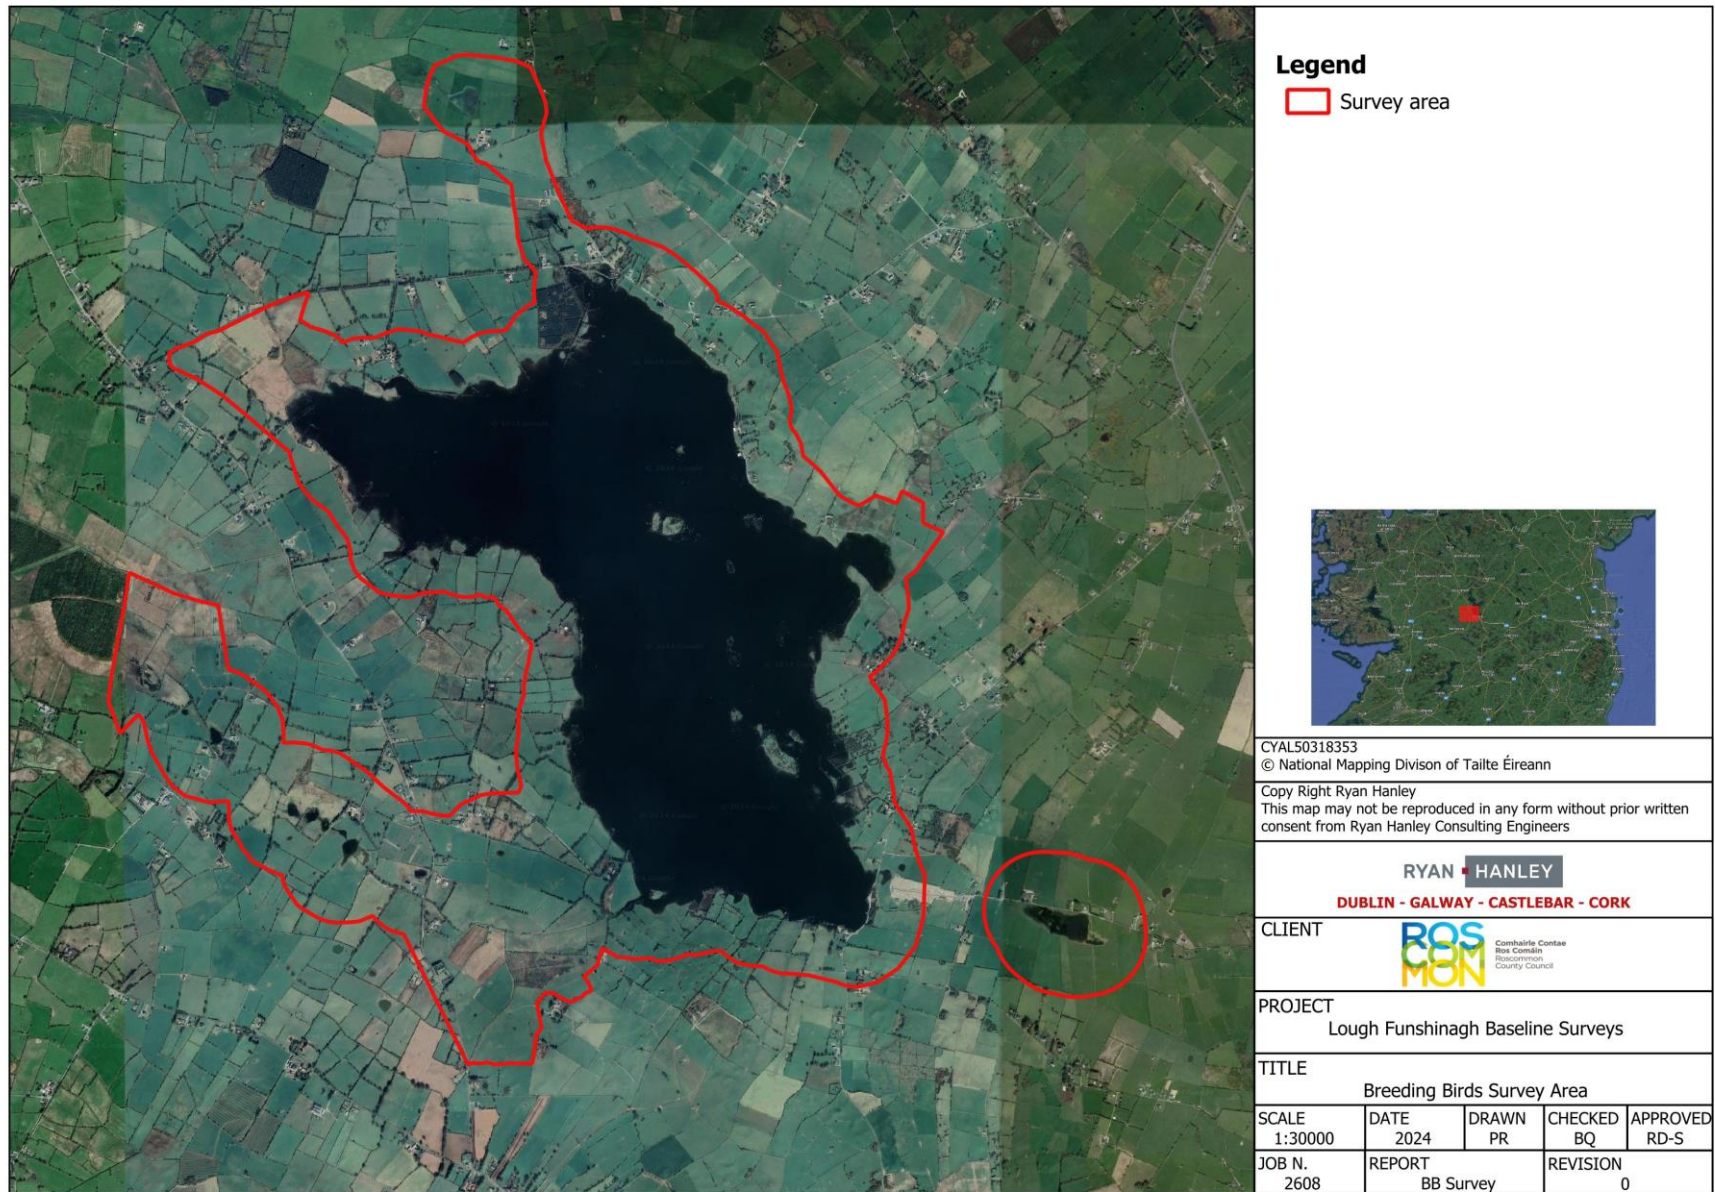 Legend
Survey area
CYAL50318353
© National Mapping Divison of Tailte Éireann
Copy Right Ryan Hanley
This map may not be reproduced in any form without prior written
consent from Ryan Hanley Consulting Engineers
RYAN HANLEY
DUBLIN - GALWAY - CASTLEBAR - CORK
CLIENT
ROS
COM
MON
Comhairle Contae
Ros Comáin
Roscommon
County Council
PROJECT
Lough Funshinagh Baseline Surveys
TITLE
Breeding Birds Survey Area
SCALE
1:30000
DATE
2024
DRAWN
PR
CHECKED
BQ
APPROVED
RD-S
JOB N.
2608
REPORT
BB Survey
REVISION
0